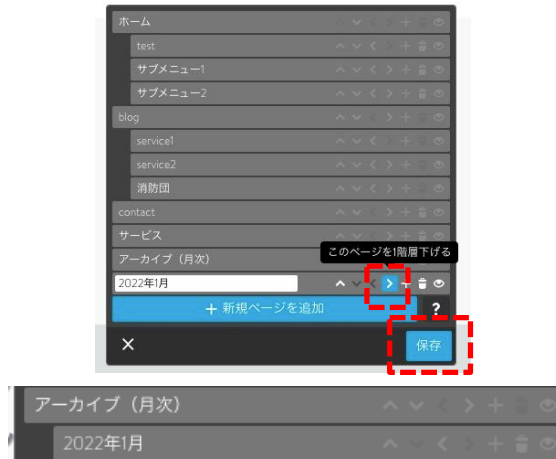 ホーム
test
サブメニュー1
サブメニュー2
blog
service1
service2
消防団
contact
サービス
このページを1階層下げる
アーカイブ（月次）
2022年1月
+ 新規ページを追加 ?
× 保存
アーカイブ（月次）
2022年1月